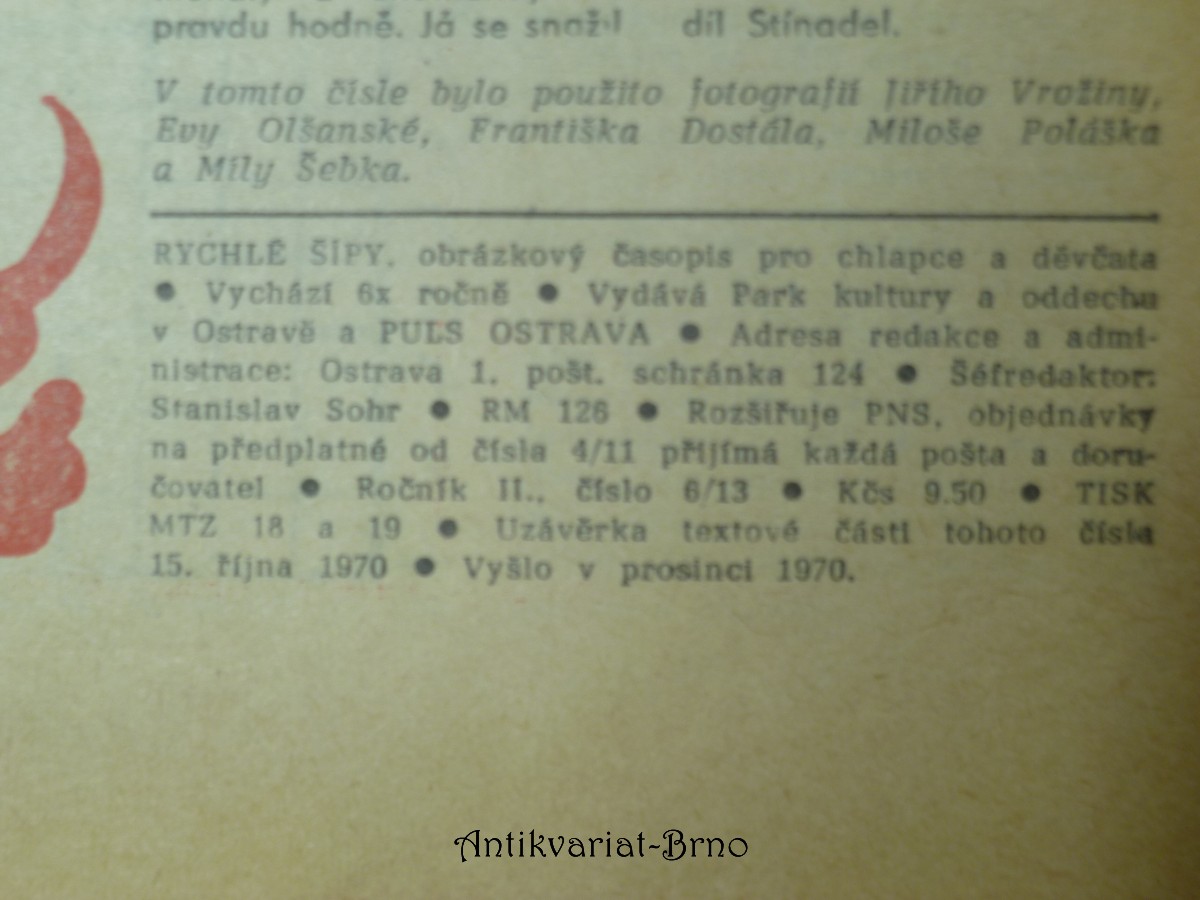 pravdu hodně. Já se snažil díl Stínadel.
V tomto čísle bylo použito fotografií Jiřího Vrožiny,
Evy Olšanské, Františka Dostála, Miloše Poláška
a Mily Šebka.
RYCHLÉ ŠÍPY, obrázkový časopis pro chlapce a děvčata
● Vychází 6x ročně ● Vydává Park kultury a oddechu
v Ostravě a PULS OSTRAVA ● Adresa redakce a admi-
nistrace: Ostrava 1. pošt. schránka 124 ● Šéfredaktor:
Stanislav Sohr ● RM 126 ● Rozšiřuje PNS, objednávky
na předplatné od čísla 4/11 přijímá každá pošta a doru-
čovatel ● Ročník II., číslo 6/13 ● Kčs 9.50 ● TISK
MTZ 18 a 19 ● Uzávěrka textové části tohoto čísla
15. října 1970 ● Vyšlo v prosinci 1970.
Antikvariat-Brno